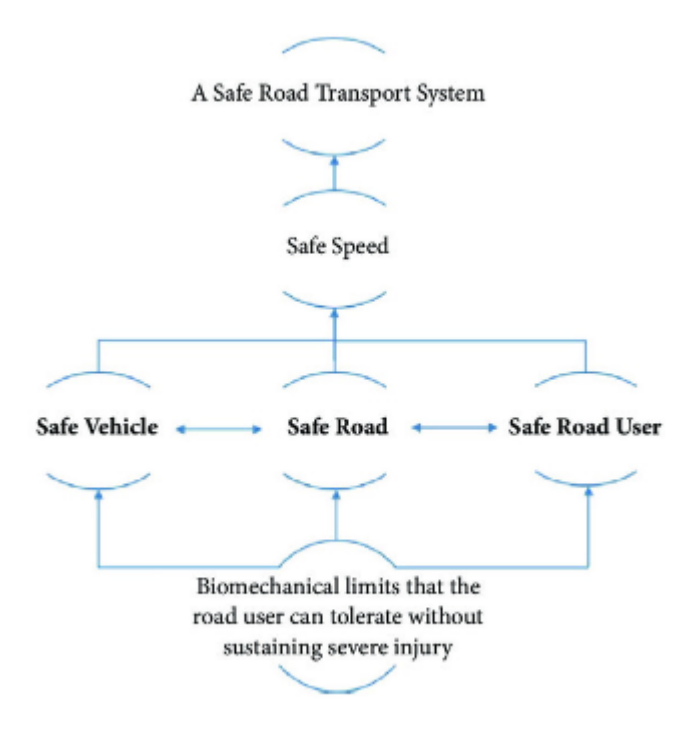 A Safe Road Transport System
Safe Speed
Safe Vehicle
Safe Road
Safe Road User
Biomechanical limits that the
road user can tolerate without
sustaining severe injury